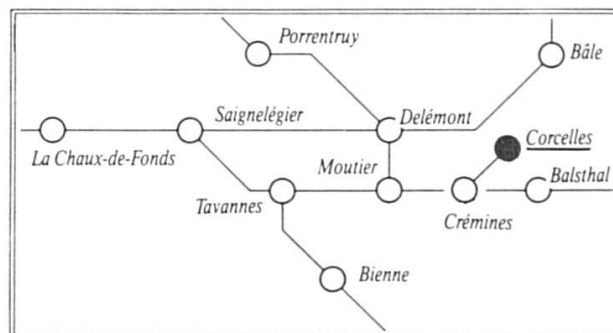 Porrentruy
Bâle
Saignelégier
Delémont
La Chaux-de-Fonds
Moutier
Corcelles
Tavannes
Crémines
Balsthal
Bienne